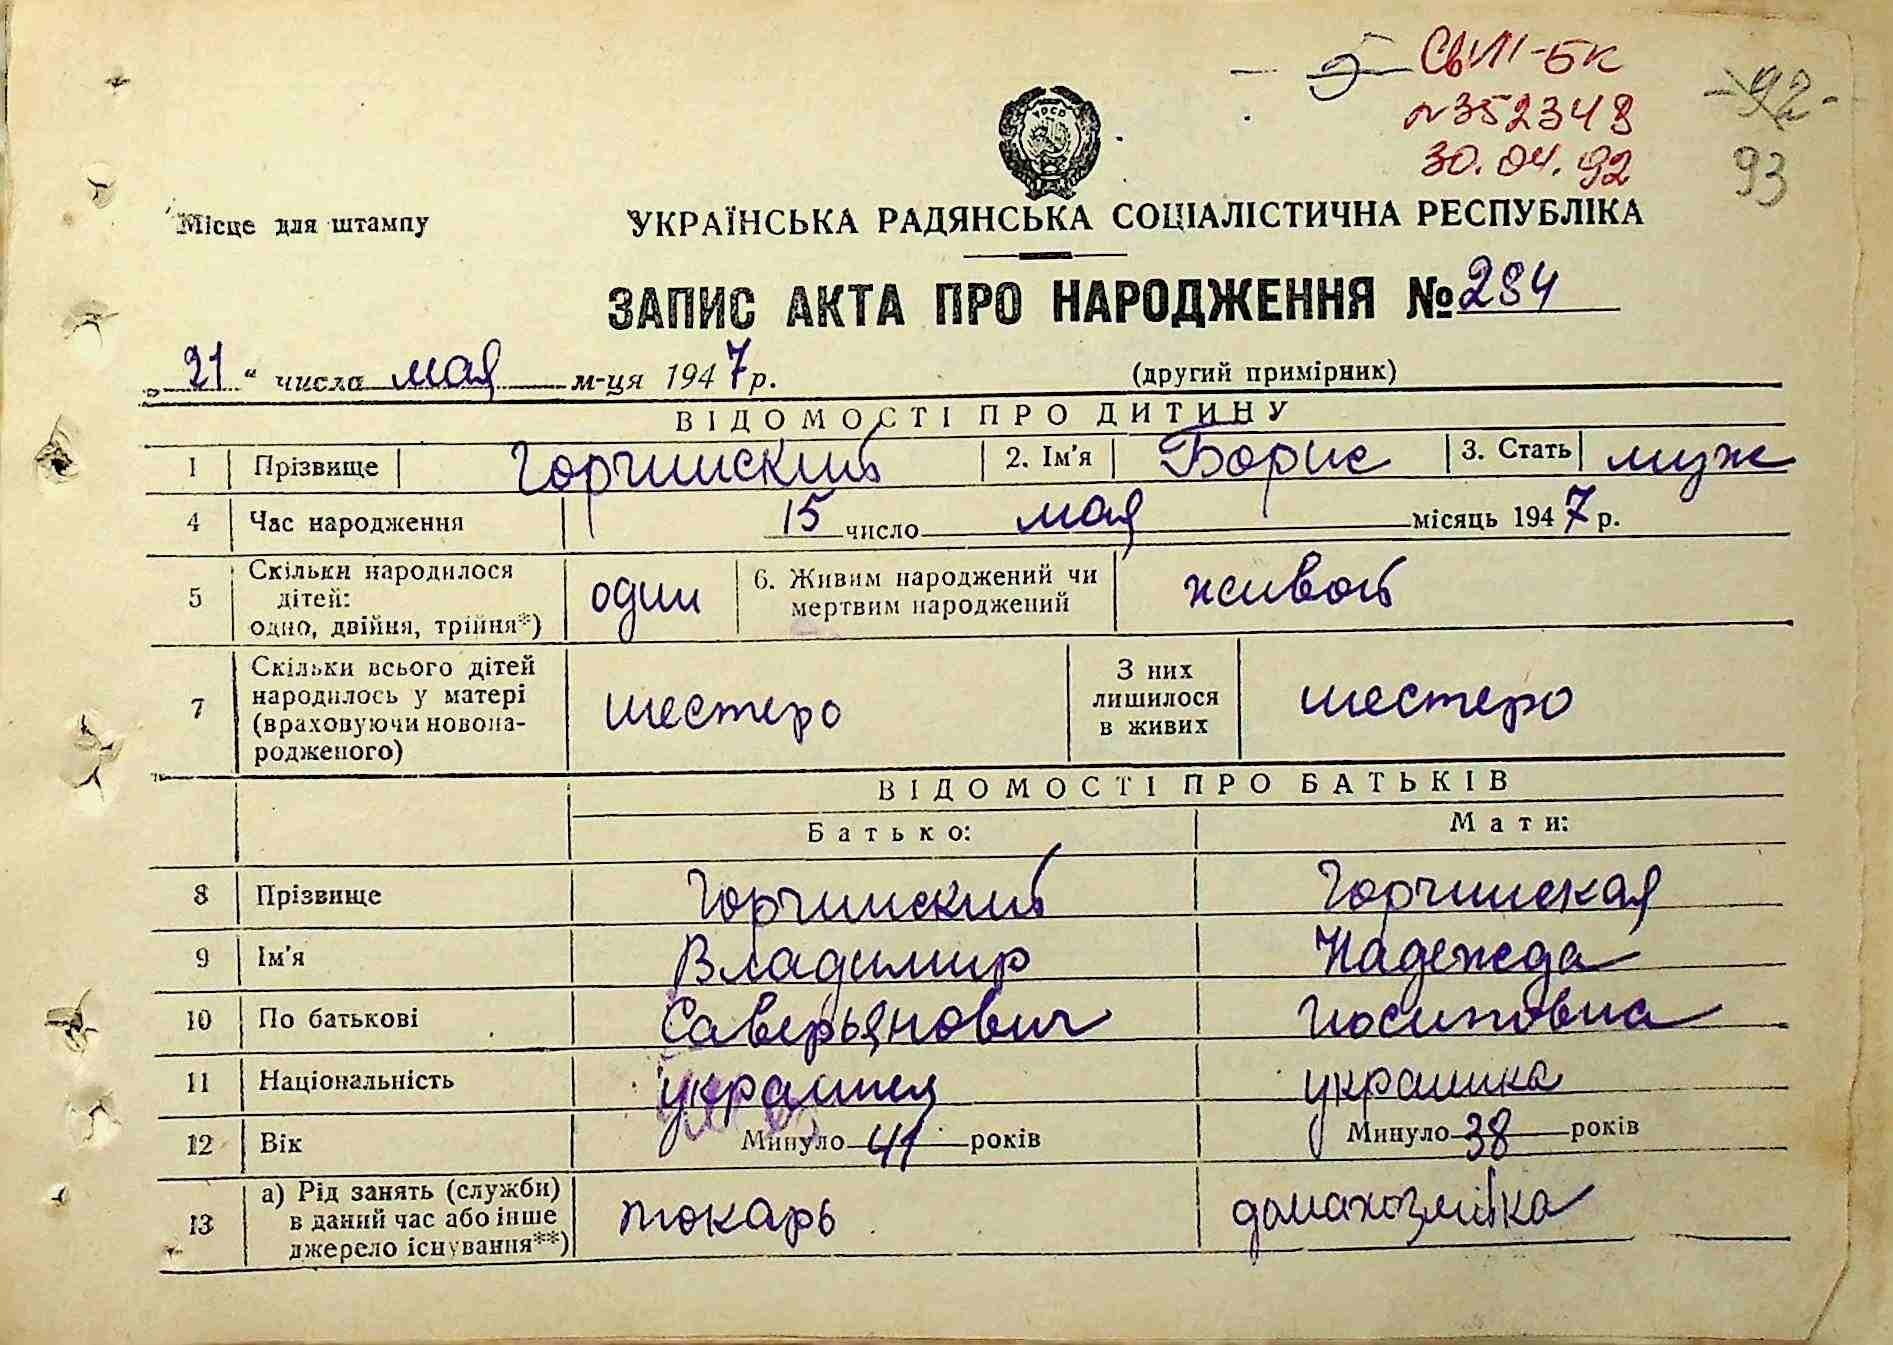 СвIII-БК
№352348
30.04.92
92
93
УРСР
Місце для штампу
УКРАЇНСЬКА РАДЯНСЬКА СОЦІАЛІСТИЧНА РЕСПУБЛІКА
ЗАПИС АКТА ПРО НАРОДЖЕННЯ № 284
„21“ числа мая м-ця 1947 р. (другий примірник)
ВІДОМОСТІ ПРО ДИТИНУ
1 Прізвище Горчинский 2. Ім'я Борис 3. Стать муж
4 Час народження 15 число мая місяць 1947 р.
5 Скільки народилося дітей: одно, двійня, трійня*) один 6. Живим народжений чи мертвим народжений живой
7 Скільки всього дітей народилось у матері (враховуючи новонародженого) шестеро З них лишилося в живих шестеро
ВІДОМОСТІ ПРО БАТЬКІВ
Батько: Мати:
8 Прізвище Горчинский Горчинская
9 Ім'я Владимир Надежда
10 По батькові Саверьянович Иосиповна
11 Національність украинец украинка
12 Вік Минуло 41 років Минуло 38 років
13 а) Рід занять (служби) в даний час або інше джерело існування**) токарь домахозяйка